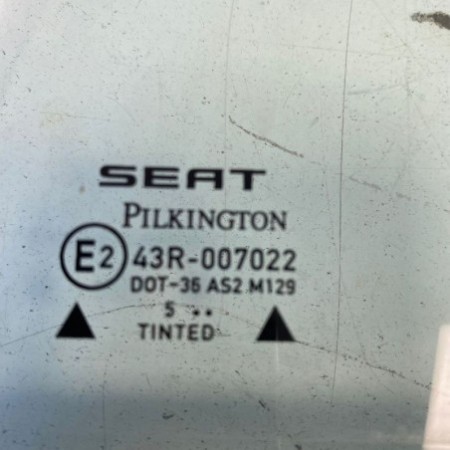 SEAT
PILKINGTON
E2 43R-007022
DOT-36 AS2 M129
5 ..
TINTED